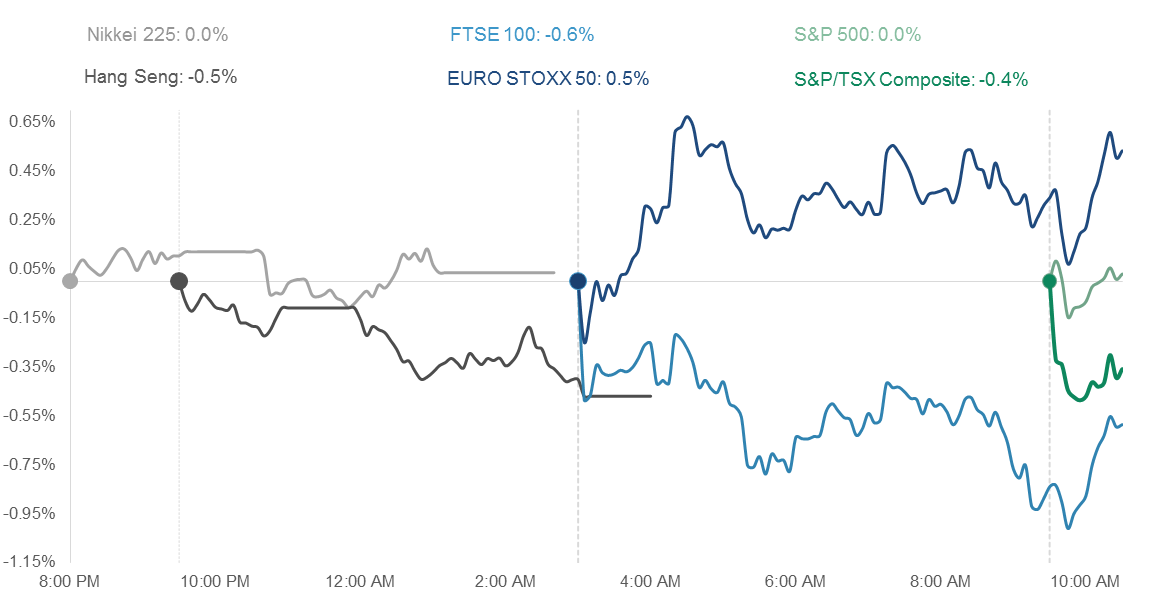 Nikkei 225: 0.0%
FTSE 100: -0.6%
S&P 500: 0.0%
Hang Seng: -0.5%
EURO STOXX 50: 0.5%
S&P/TSX Composite: -0.4%
0.65%
0.45%
0.25%
0.05%
-0.15%
-0.35%
-0.55%
-0.75%
-0.95%
-1.15%
8:00 PM
10:00 PM
12:00 AM
2:00 AM
4:00 AM
6:00 AM
8:00 AM
10:00 AM